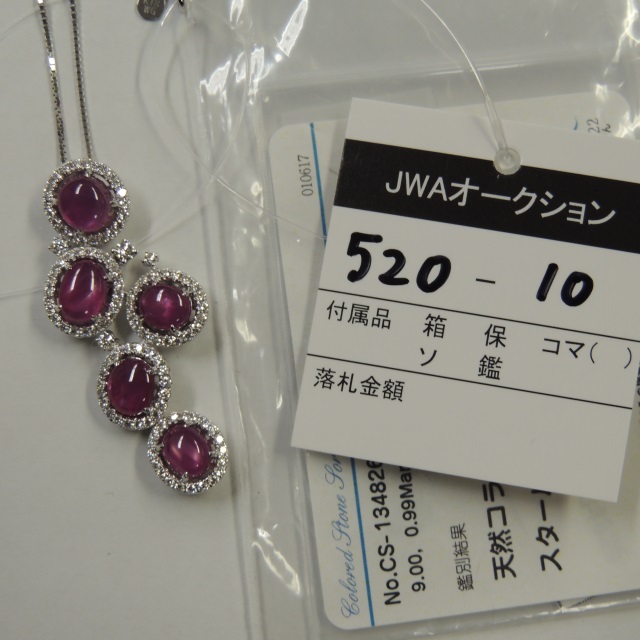 JWAオークション
520 - 10
付属品 箱 保 コマ( )
ソ 鑑
落札金額
010617
Colored Stone
No.CS-13482
9.00, 0.99
鑑別結果
天然コラ
スター